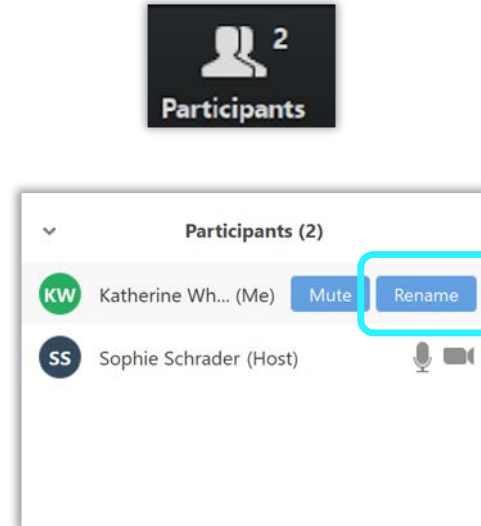 2
Participants
Participants (2)
KW Katherine Wh... (Me) Mute Rename
SS Sophie Schrader (Host)